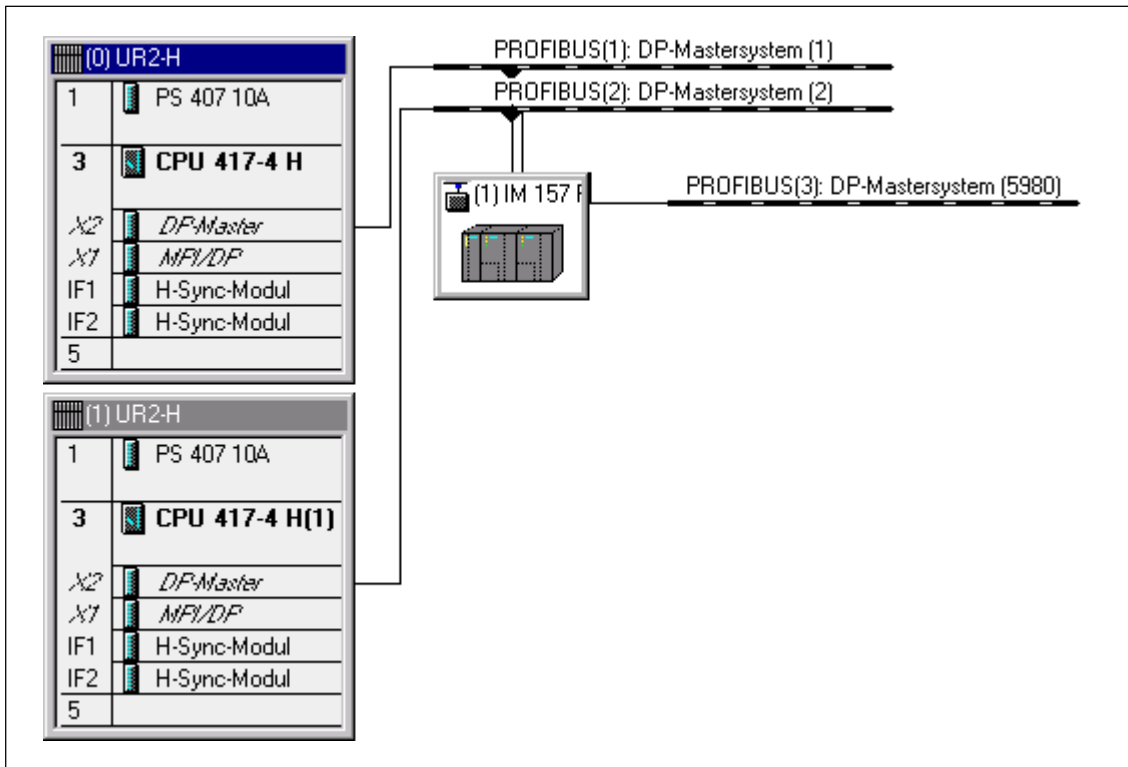 (0) UR2-H
1 PS 407 10A
3 CPU 417-4 H
X2 DP-Master
X1 MPI/DP
IF1 H-Sync-Modul
IF2 H-Sync-Modul
5
(1) UR2-H
1 PS 407 10A
3 CPU 417-4 H(1)
X2 DP-Master
X1 MPI/DP
IF1 H-Sync-Modul
IF2 H-Sync-Modul
5
PROFIBUS(1): DP-Mastersystem (1)
PROFIBUS(2): DP-Mastersystem (2)
(1) IM 157
PROFIBUS(3): DP-Mastersystem (5980)